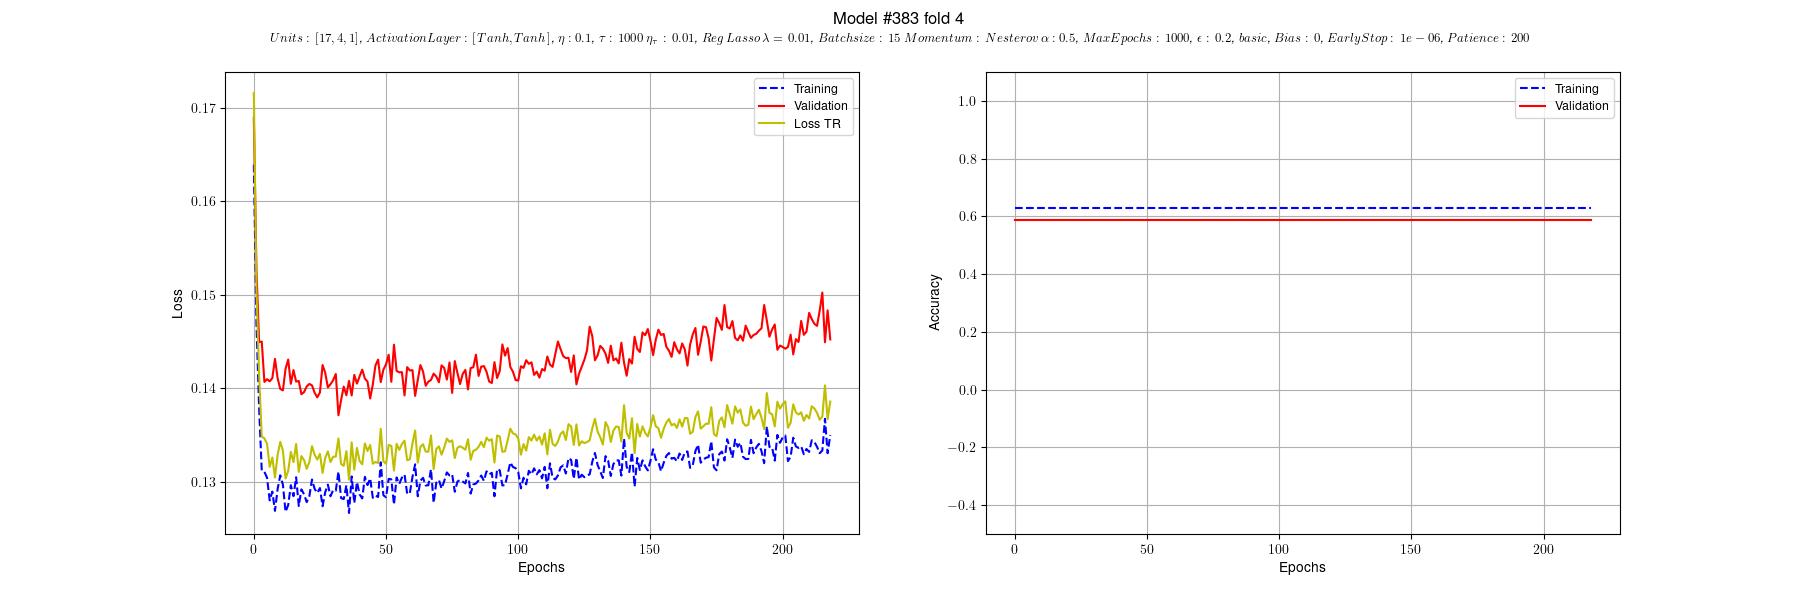 Model #383 fold 4
Units : [17, 4, 1], ActivationLayer : [Tanh, Tanh], η : 0.1, τ : 1000 ητ : 0.01, Reg Lasso λ = 0.01, Batchsize : 15 Momentum : Nesterov α : 0.5, MaxEpochs : 1000, ϵ : 0.2, basic, Bias : 0, EarlyStop : 1e − 06, Patience : 200
Loss
0.17
0.16
0.15
0.14
0.13
Training
Validation
Loss TR
0 50 100 150 200
Epochs
Accuracy
1.0
0.8
0.6
0.4
0.2
0.0
−0.2
−0.4
Training
Validation
0 50 100 150 200
Epochs